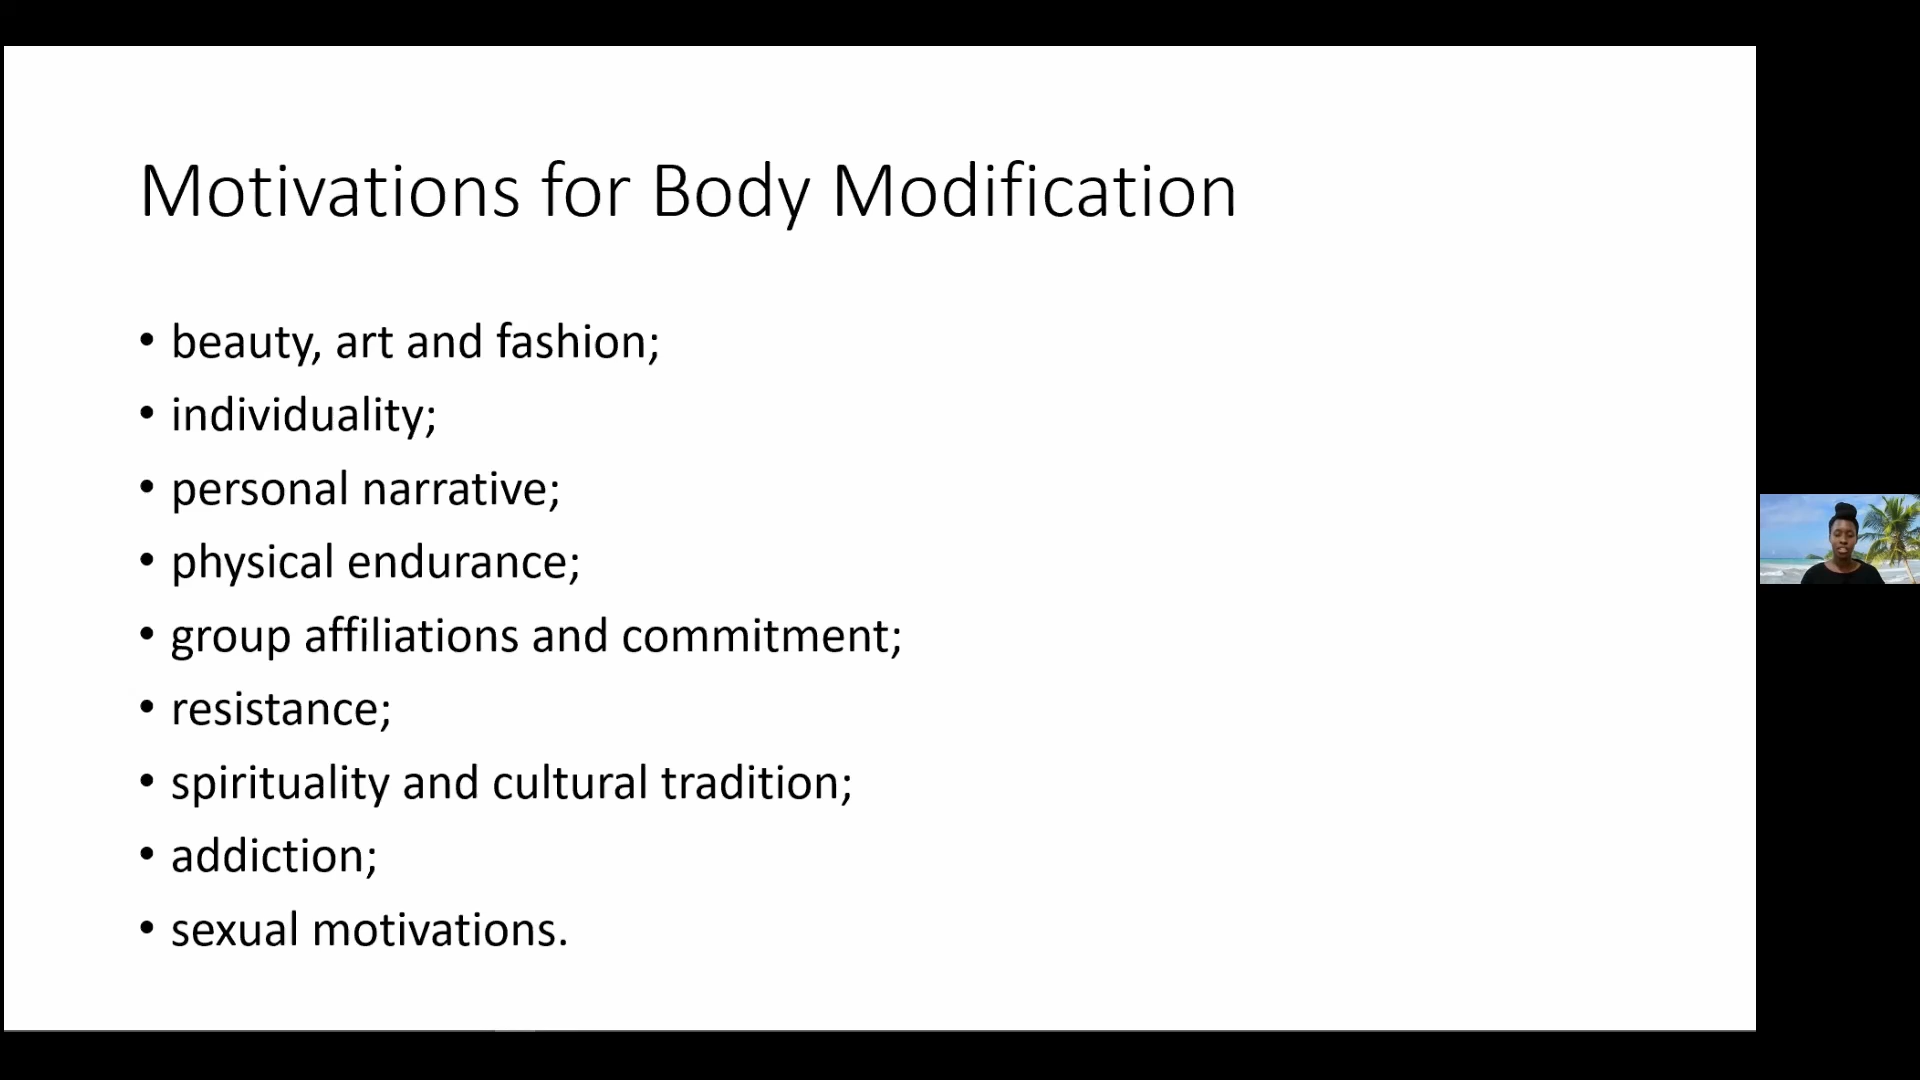 Motivations for Body Modification
• beauty, art and fashion;
• individuality;
• personal narrative;
• physical endurance;
• group affiliations and commitment;
• resistance;
• spirituality and cultural tradition;
• addiction;
• sexual motivations.